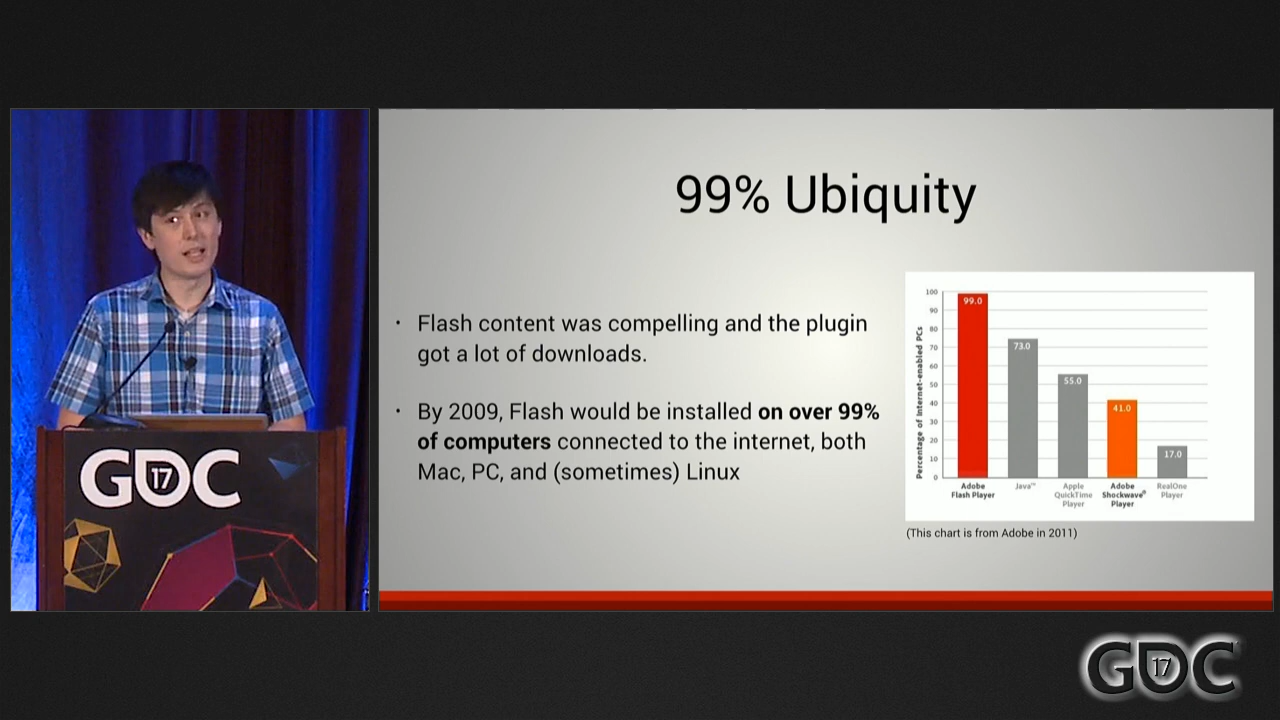 99% Ubiquity
· Flash content was compelling and the plugin
got a lot of downloads.
· By 2009, Flash would be installed on over 99%
of computers connected to the internet, both
Mac, PC, and (sometimes) Linux
Percentage of Internet-enabled PCs
100
90
80
70
60
50
40
30
20
10
0
99.0
73.0
55.0
41.0
17.0
Adobe
Flash Player
Java™
Apple
QuickTime
Player
Adobe
Shockwave®
Player
RealOne
Player
(This chart is from Adobe in 2011)
GDC
17
GDC
17